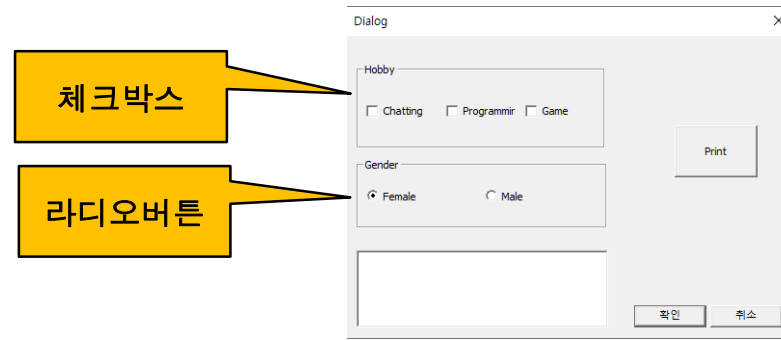 Dialog
Hobby
체크박스
Chatting
Programmir
Game
Print
Gender
라디오버튼
Female
Male
확인
취소